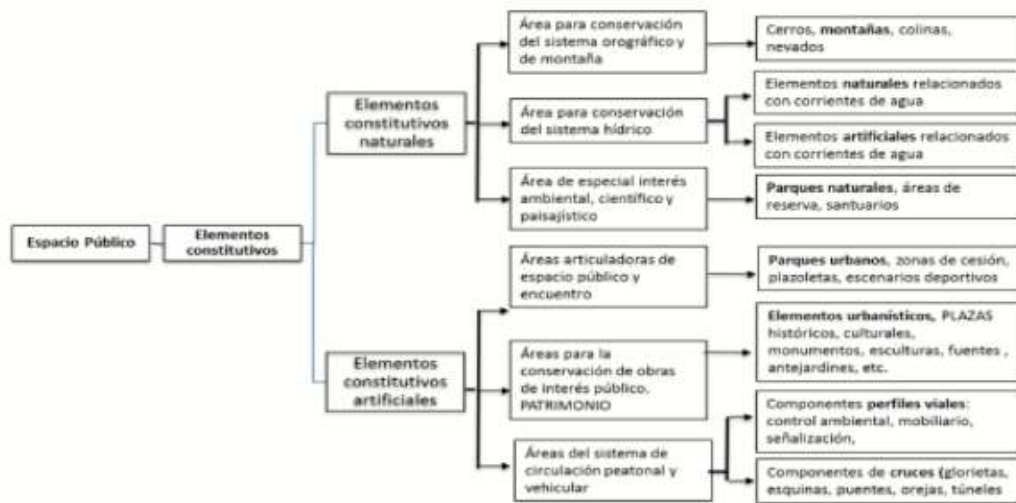 Espacio Público
Elementos
constitutivos
Elementos
constitutivos
naturales
Área para conservación
del sistema orográfico y
de montaña
Cerros, montañas, colinas,
nevados
Área para conservación
del sistema hídrico
Elementos naturales relacionados
con corrientes de agua
Elementos artificiales relacionados
con corrientes de agua
Área de especial interés
ambiental, científico y
paisajístico
Parques naturales, áreas de
reserva, santuarios
Elementos
constitutivos
artificiales
Áreas articuladoras de
espacio público y
encuentro
Parques urbanos, zonas de cesión,
plazoletas, escenarios deportivos
Áreas para la
conservación de obras
de interés público.
PATRIMONIO
Elementos urbanísticos, PLAZAS
históricos, culturales,
monumentos, esculturas, fuentes ,
antejardines, etc.
Áreas del sistema de
circulación peatonal y
vehicular
Componentes perfiles viales:
control ambiental, mobiliario,
señalización,
Componentes de cruces (glorietas,
esquinas, puentes, orejas, túneles